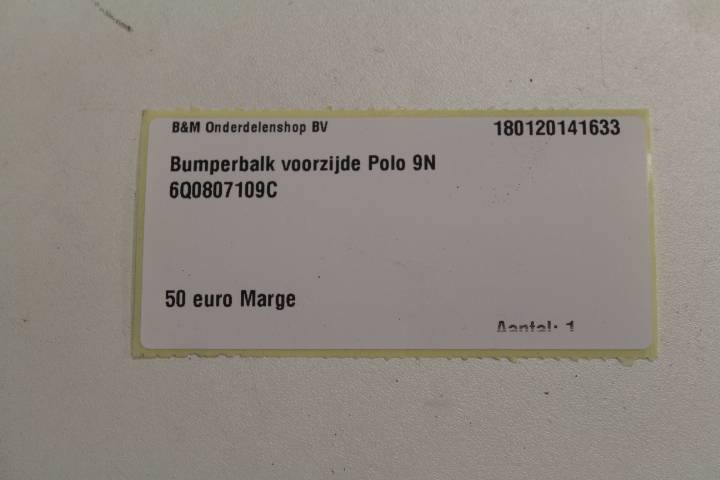 B&M Onderdelenshop BV 180120141633
Bumperbalk voorzijde Polo 9N
6Q0807109C
50 euro Marge
Aantal: 1